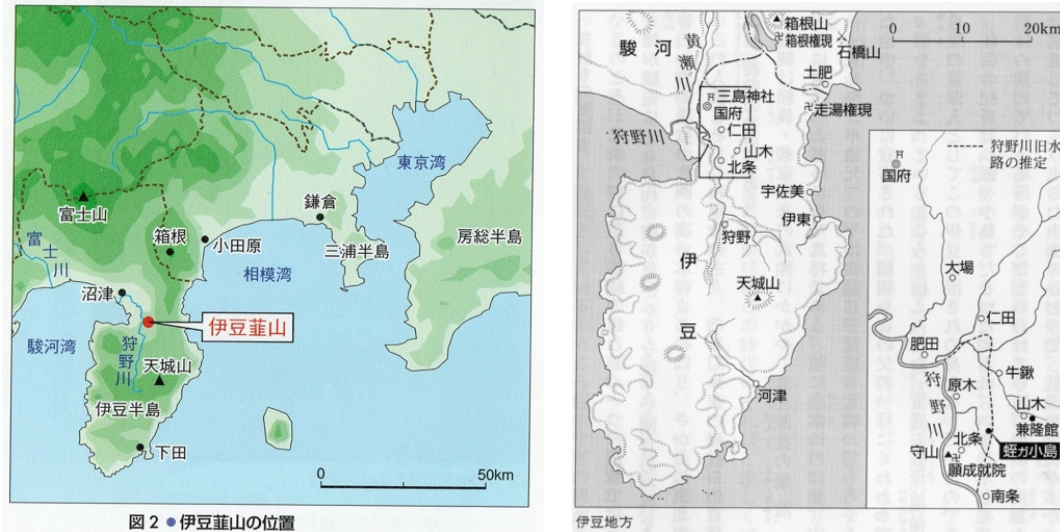 東京湾
富士山
鎌倉
箱根
小田原
三浦半島
房総半島
富士川
相模湾
沼津
伊豆韮山
駿河湾
狩野川
天城山
伊豆半島
下田
0
50km
図2●伊豆韮山の位置
箱根山
卍箱根権現
石橋山
駿河
黄瀬川
土肥
卍走湯権現
三島神社
国府
狩野川
仁田
山木
北条
宇佐美
伊東
狩野
伊豆
天城山
河津
0 10 20km
狩野川旧水
路の推定
国府
大場
仁田
肥田
狩野川
牛鍬
原木
山木
兼隆館
北条
蛭ガ小島
守山
卍
願成就院
南条
伊豆地方